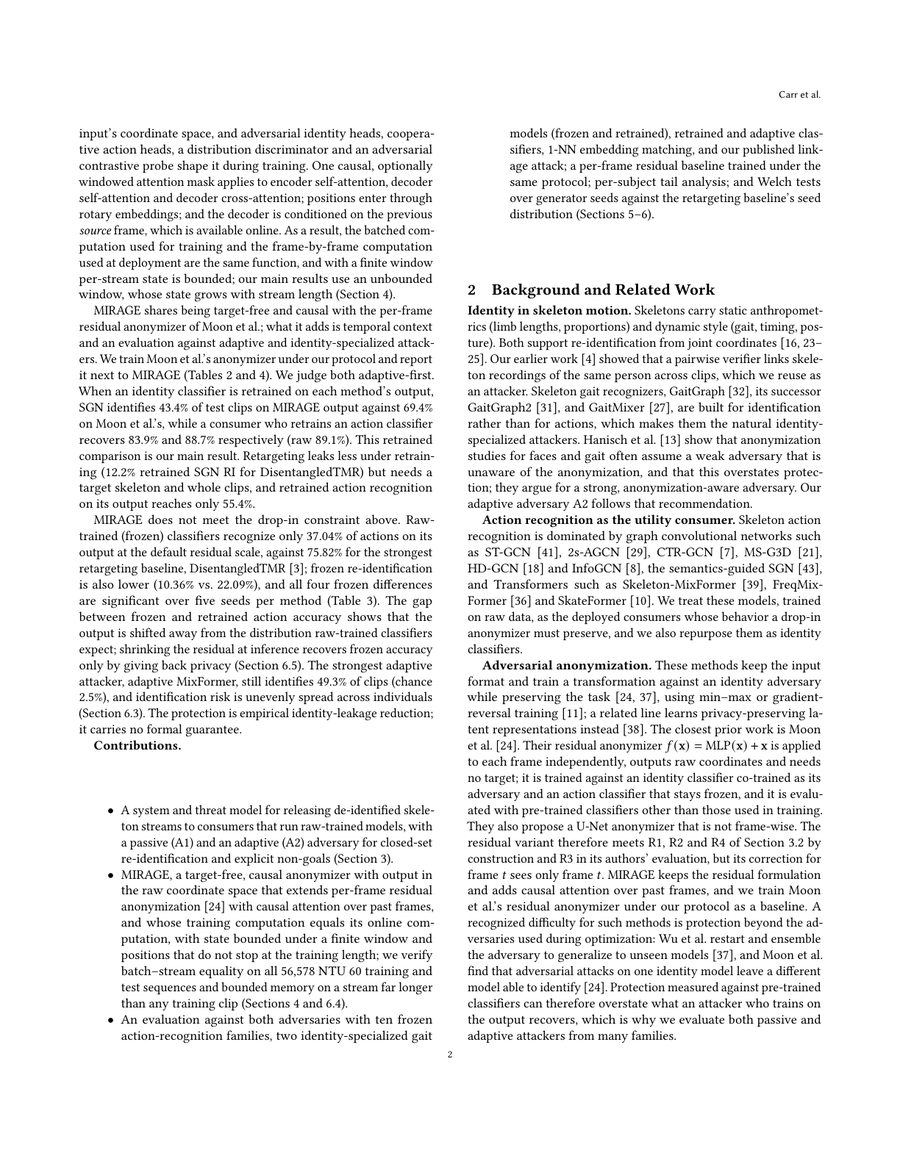 Carr et al.
input's coordinate space, and adversarial identity heads, coopera-
tive action heads, a distribution discriminator and an adversarial
contrastive probe shape it during training. One causal, optionally
windowed attention mask applies to encoder self-attention, decoder
self-attention and decoder cross-attention; positions enter through
rotary embeddings; and the decoder is conditioned on the previous
source frame, which is available online. As a result, the batched com-
putation used for training and the frame-by-frame computation
used at deployment are the same function, and with a finite window
per-stream state is bounded; our main results use an unbounded
window, whose state grows with stream length (Section 4).
MIRAGE shares being target-free and causal with the per-frame
residual anonymizer of Moon et al.; what it adds is temporal context
and an evaluation against adaptive and identity-specialized attack-
ers. We train Moon et al.'s anonymizer under our protocol and report
it next to MIRAGE (Tables 2 and 4). We judge both adaptive-first.
When an identity classifier is retrained on each method's output,
SGN identifies 43.4% of test clips on MIRAGE output against 69.4%
on Moon et al.'s, while a consumer who retrains an action classifier
recovers 83.9% and 88.7% respectively (raw 89.1%). This retrained
comparison is our main result. Retargeting leaks less under retrain-
ing (12.2% retrained SGN RI for DisentangledTMR) but needs a
target skeleton and whole clips, and retrained action recognition
on its output reaches only 55.4%.
MIRAGE does not meet the drop-in constraint above. Raw-
trained (frozen) classifiers recognize only 37.04% of actions on its
output at the default residual scale, against 75.82% for the strongest
retargeting baseline, DisentangledTMR [3]; frozen re-identification
is also lower (10.36% vs. 22.09%), and all four frozen differences
are significant over five seeds per method (Table 3). The gap
between frozen and retrained action accuracy shows that the
output is shifted away from the distribution raw-trained classifiers
expect; shrinking the residual at inference recovers frozen accuracy
only by giving back privacy (Section 6.5). The strongest adaptive
attacker, adaptive MixFormer, still identifies 49.3% of clips (chance
2.5%), and identification risk is unevenly spread across individuals
(Section 6.3). The protection is empirical identity-leakage reduction;
it carries no formal guarantee.
Contributions.
• A system and threat model for releasing de-identified skele-
ton streams to consumers that run raw-trained models, with
a passive (A1) and an adaptive (A2) adversary for closed-set
re-identification and explicit non-goals (Section 3).
• MIRAGE, a target-free, causal anonymizer with output in
the raw coordinate space that extends per-frame residual
anonymization [24] with causal attention over past frames,
and whose training computation equals its online com-
putation, with state bounded under a finite window and
positions that do not stop at the training length; we verify
batch–stream equality on all 56,578 NTU 60 training and
test sequences and bounded memory on a stream far longer
than any training clip (Sections 4 and 6.4).
• An evaluation against both adversaries with ten frozen
action-recognition families, two identity-specialized gait
models (frozen and retrained), retrained and adaptive clas-
sifiers, 1-NN embedding matching, and our published link-
age attack; a per-frame residual baseline trained under the
same protocol; per-subject tail analysis; and Welch tests
over generator seeds against the retargeting baseline's seed
distribution (Sections 5–6).
2 Background and Related Work
Identity in skeleton motion. Skeletons carry static anthropomet-
rics (limb lengths, proportions) and dynamic style (gait, timing, pos-
ture). Both support re-identification from joint coordinates [16, 23–
25]. Our earlier work [4] showed that a pairwise verifier links skele-
ton recordings of the same person across clips, which we reuse as
an attacker. Skeleton gait recognizers, GaitGraph [32], its successor
GaitGraph2 [31], and GaitMixer [27], are built for identification
rather than for actions, which makes them the natural identity-
specialized attackers. Hanisch et al. [13] show that anonymization
studies for faces and gait often assume a weak adversary that is
unaware of the anonymization, and that this overstates protec-
tion; they argue for a strong, anonymization-aware adversary. Our
adaptive adversary A2 follows that recommendation.
Action recognition as the utility consumer. Skeleton action
recognition is dominated by graph convolutional networks such
as ST-GCN [41], 2s-AGCN [29], CTR-GCN [7], MS-G3D [21],
HD-GCN [18] and InfoGCN [8], the semantics-guided SGN [43],
and Transformers such as Skeleton-MixFormer [39], FreqMix-
Former [36] and SkateFormer [10]. We treat these models, trained
on raw data, as the deployed consumers whose behavior a drop-in
anonymizer must preserve, and we also repurpose them as identity
classifiers.
Adversarial anonymization. These methods keep the input
format and train a transformation against an identity adversary
while preserving the task [24, 37], using min–max or gradient-
reversal training [11]; a related line learns privacy-preserving la-
tent representations instead [38]. The closest prior work is Moon
et al. [24]. Their residual anonymizer f(x) = MLP(x) + x is applied
to each frame independently, outputs raw coordinates and needs
no target; it is trained against an identity classifier co-trained as its
adversary and an action classifier that stays frozen, and it is evalu-
ated with pre-trained classifiers other than those used in training.
They also propose a U-Net anonymizer that is not frame-wise. The
residual variant therefore meets R1, R2 and R4 of Section 3.2 by
construction and R3 in its authors' evaluation, but its correction for
frame t sees only frame t. MIRAGE keeps the residual formulation
and adds causal attention over past frames, and we train Moon
et al.'s residual anonymizer under our protocol as a baseline. A
recognized difficulty for such methods is protection beyond the ad-
versaries used during optimization: Wu et al. restart and ensemble
the adversary to generalize to unseen models [37], and Moon et al.
find that adversarial attacks on one identity model leave a different
model able to identify [24]. Protection measured against pre-trained
classifiers can therefore overstate what an attacker who trains on
the output recovers, which is why we evaluate both passive and
adaptive attackers from many families.
2